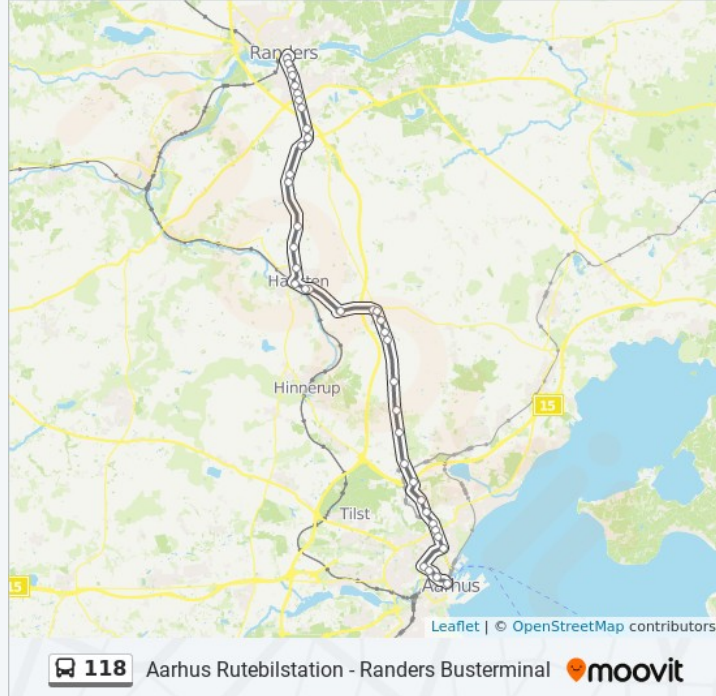 Randers
Hadsten
Hinnerup
15
Tilst
15
Aarhus
Leaflet | © OpenStreetMap contributors
118 Aarhus Rutebilstation - Randers Busterminal moovit